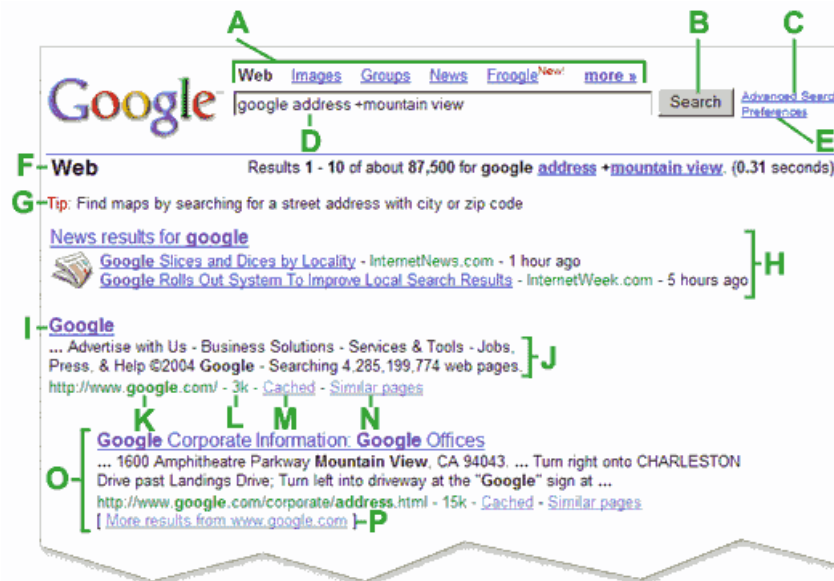 A B C
Web Images Groups News Froogle New! more »
Google google address +mountain view Search Advanced Searc
Preferences
D E
F Web Results 1 - 10 of about 87,500 for google address +mountain view. (0.31 seconds)
G Tip: Find maps by searching for a street address with city or zip code
News results for google
Google Slices and Dices by Locality - InternetNews.com - 1 hour ago
H
Google Rolls Out System To Improve Local Search Results - InternetWeek.com - 5 hours ago
I Google
... Advertise with Us - Business Solutions - Services & Tools - Jobs,
J
Press, & Help ©2004 Google - Searching 4,285,199,774 web pages.
http://www.google.com/ - 3k - Cached - Similar pages
K L M N
Google Corporate Information: Google Offices
... 1600 Amphitheatre Parkway Mountain View, CA 94043. ... Turn right onto CHARLESTON
O
Drive past Landings Drive; Turn left into driveway at the "Google" sign at ...
http://www.google.com/corporate/address.html - 15k - Cached - Similar pages
[ More results from www.google.com ] P